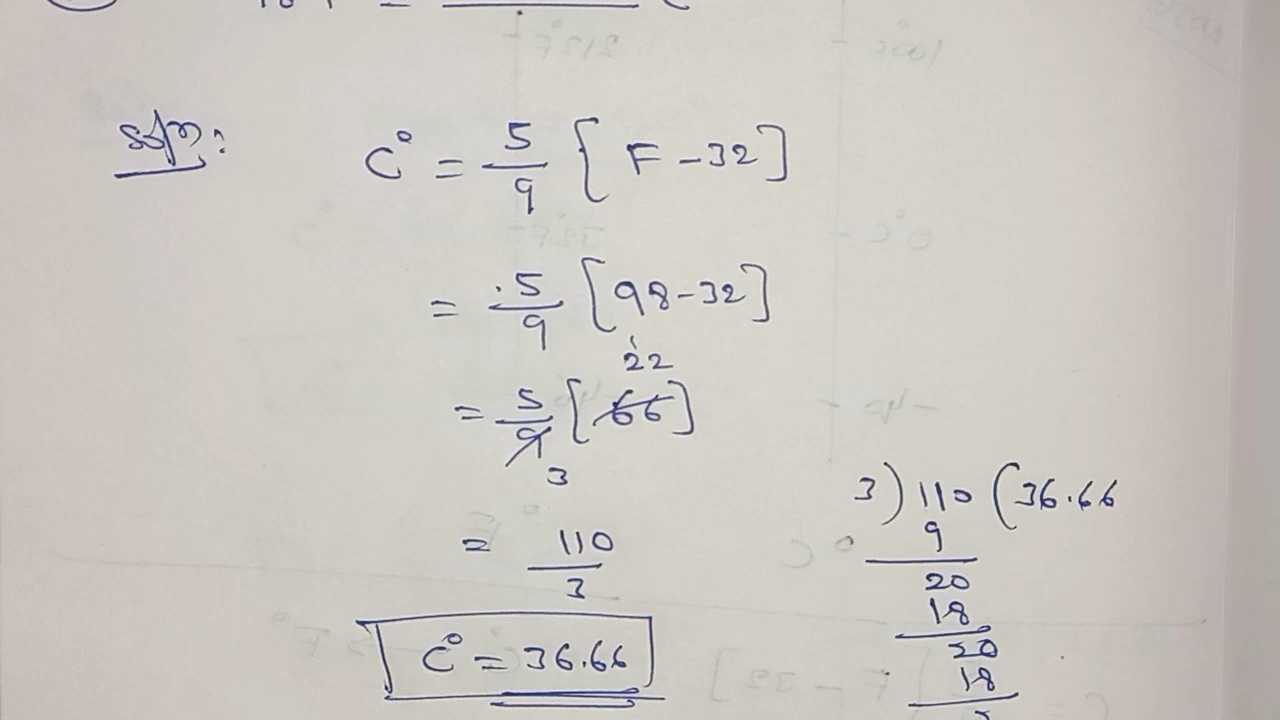 Soln:
C° = 5/9 [F - 32]
= 5/9 [98 - 32]
22
= 5/9 [66]
3
= 110/3
C° = 36.66
3) 110 (36.66
9
20
18
20
18